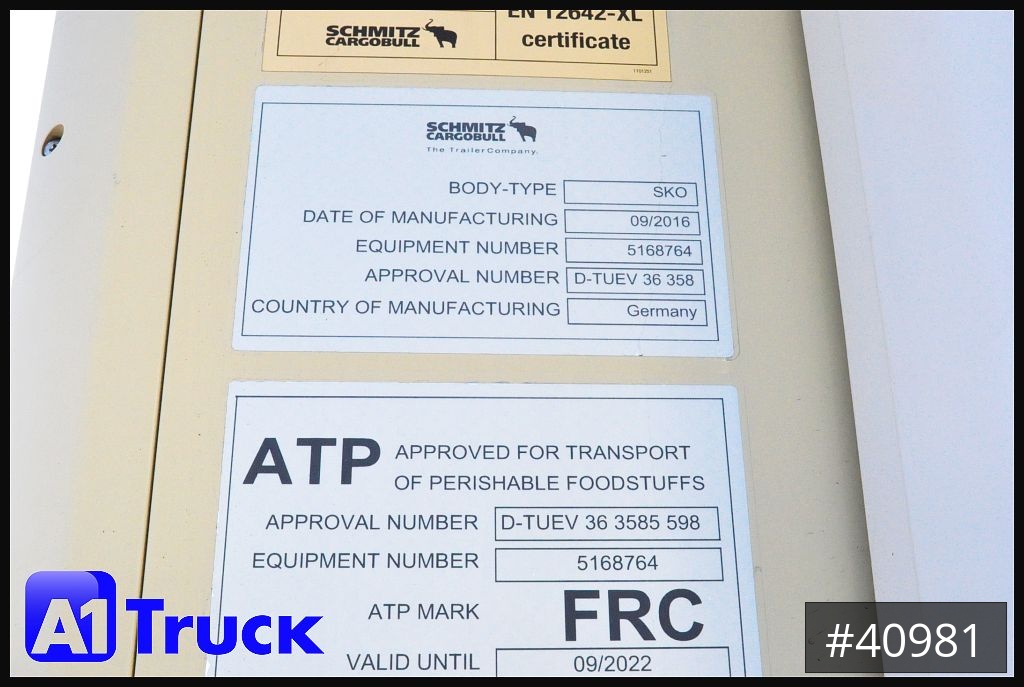 EN 12642-XL
SCHMITZ
CARGOBULL
certificate
SCHMITZ
CARGOBULL
The Trailer Company.
BODY-TYPE SKO
DATE OF MANUFACTURING 09/2016
EQUIPMENT NUMBER 5168764
APPROVAL NUMBER D-TUEV 36 358
COUNTRY OF MANUFACTURING Germany
ATP APPROVED FOR TRANSPORT
OF PERISHABLE FOODSTUFFS
APPROVAL NUMBER D-TUEV 36 3585 598
EQUIPMENT NUMBER 5168764
ATP MARK FRC
VALID UNTIL 09/2022
A1 Truck
#40981